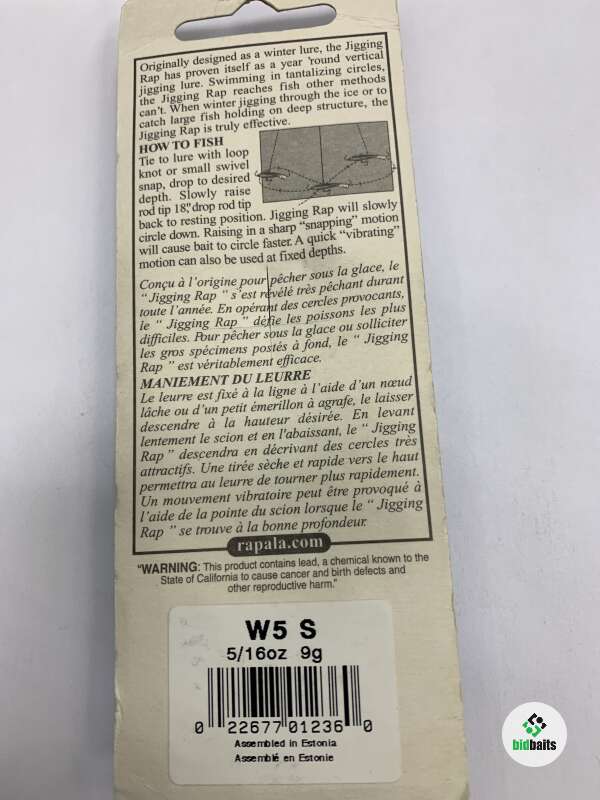 Originally designed as a winter lure, the Jigging
Rap has proven itself as a year 'round vertical
jigging lure. Swimming in tantalizing circles,
the Jigging Rap reaches fish other methods
can't. When winter jigging through the ice or to
catch large fish holding on deep structure, the
Jigging Rap is truly effective.
HOW TO FISH
Tie to lure with loop
knot or small swivel
snap, drop to desired
depth. Slowly raise
rod tip 18," drop rod tip
back to resting position. Jigging Rap will slowly
circle down. Raising in a sharp “snapping” motion
will cause bait to circle faster. A quick “vibrating”
motion can also be used at fixed depths.
Conçu à l'origine pour pêcher sous la glace, le
“ Jigging Rap ” s'est révélé très pêchant durant
toute l'année. En opérant des cercles provocants,
le “ Jigging Rap ” défie les poissons les plus
difficiles. Pour pêcher sous la glace ou solliciter
les gros spécimens postés à fond, le “ Jigging
Rap ” est véritablement efficace.
MANIEMENT DU LEURRE
Le leurre est fixé à la ligne à l'aide d'un nœud
lâche ou d'un petit émerillon à agrafe, le laisser
descendre à la hauteur désirée. En levant
lentement le scion et en l'abaissant, le “ Jigging
Rap ” descendra en décrivant des cercles très
attractifs. Une tirée sèche et rapide vers le haut
permettra au leurre de tourner plus rapidement.
Un mouvement vibratoire peut être provoqué à
l'aide de la pointe du scion lorsque le “ Jigging
Rap ” se trouve à la bonne profondeur.
rapala.com
“WARNING: This product contains lead, a chemical known to the
State of California to cause cancer and birth defects and
other reproductive harm.”
W5 S
5/16oz 9g
0 22677 01236 0
Assembled in Estonia
Assemblé en Estonie
bidbaits